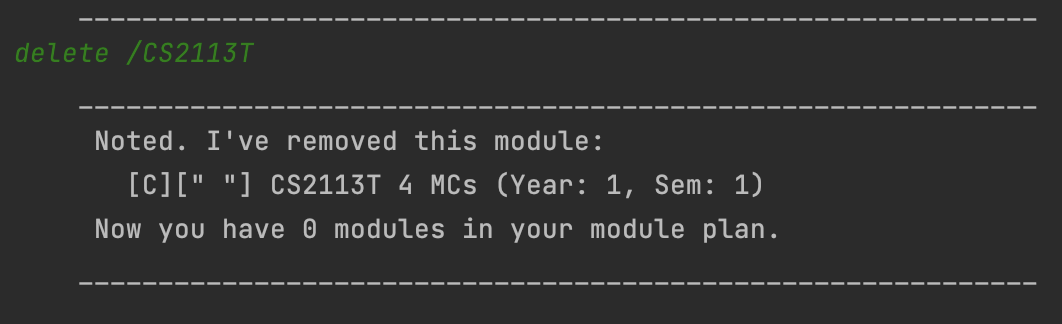 ____________________________________________________________
delete /CS2113T
____________________________________________________________
Noted. I've removed this module:
[C][" "] CS2113T 4 MCs (Year: 1, Sem: 1)
Now you have 0 modules in your module plan.
____________________________________________________________